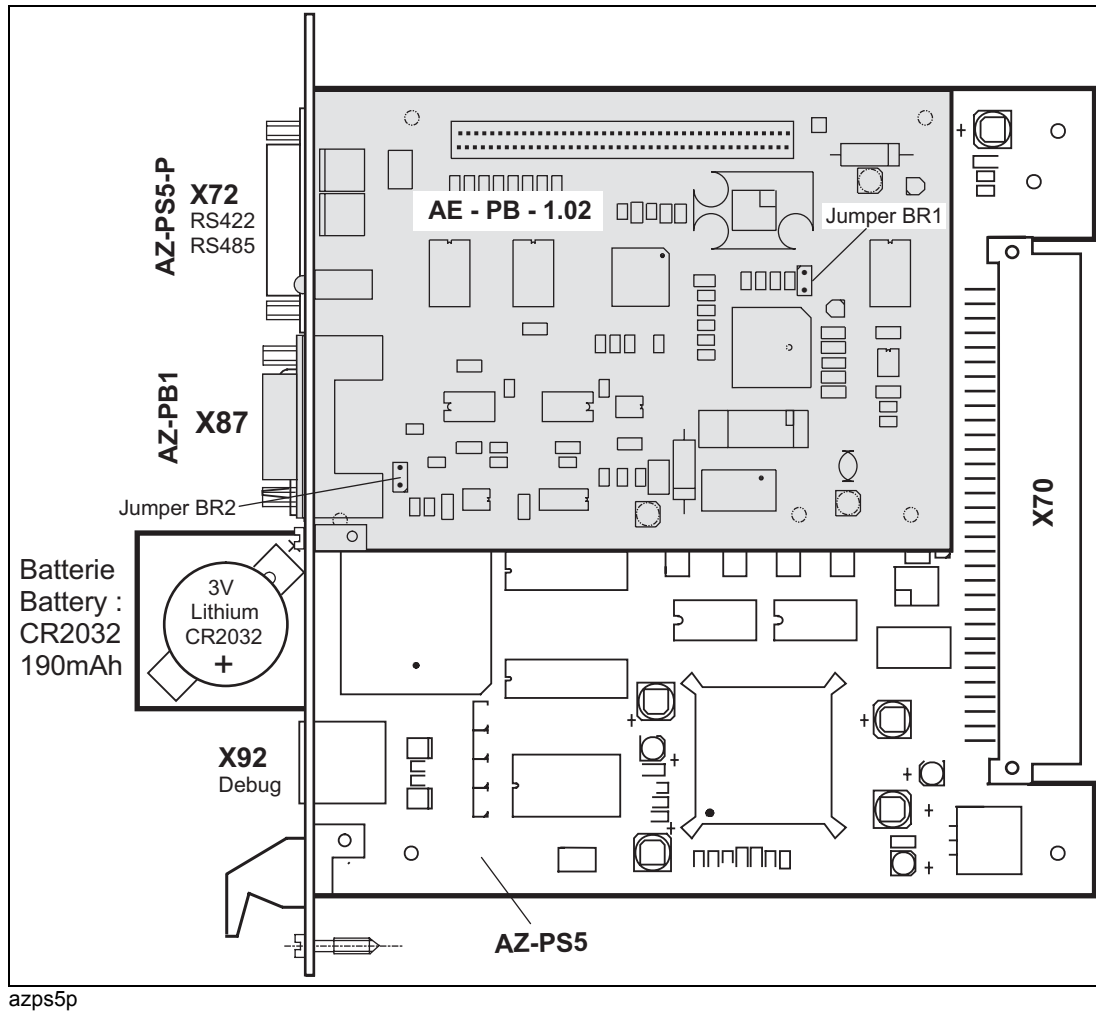 AZ-PS5-P
X72
RS422
RS485
AE - PB - 1.02
Jumper BR1
AZ-PB1
X87
Jumper BR2
X70
Batterie
Battery :
CR2032
190mAh
3V
Lithium
CR2032
+
X92
Debug
AZ-PS5
azps5p